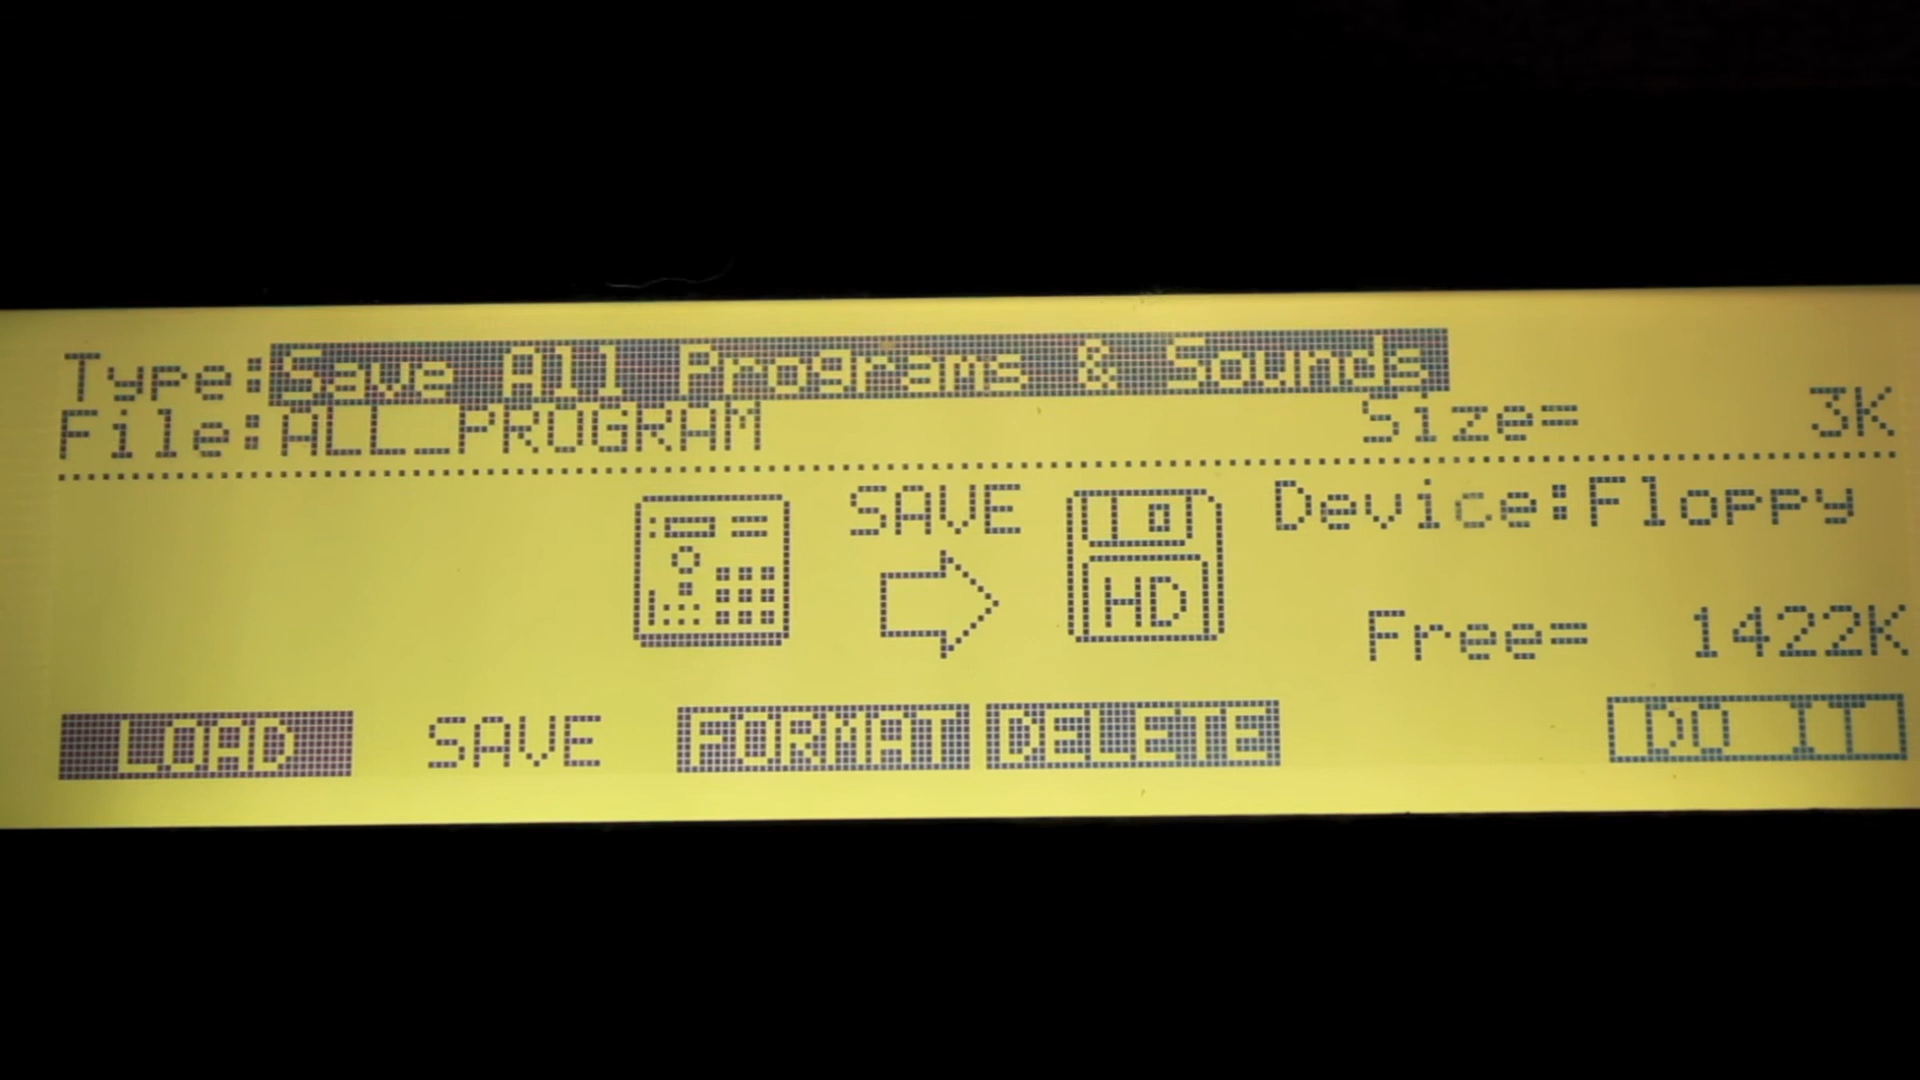 Type:Save All Programs & Sounds
File:ALL_PROGRAM Size= 3K
SAVE Device:Floppy
HD
Free= 1422K
LOAD SAVE FORMAT DELETE DO IT